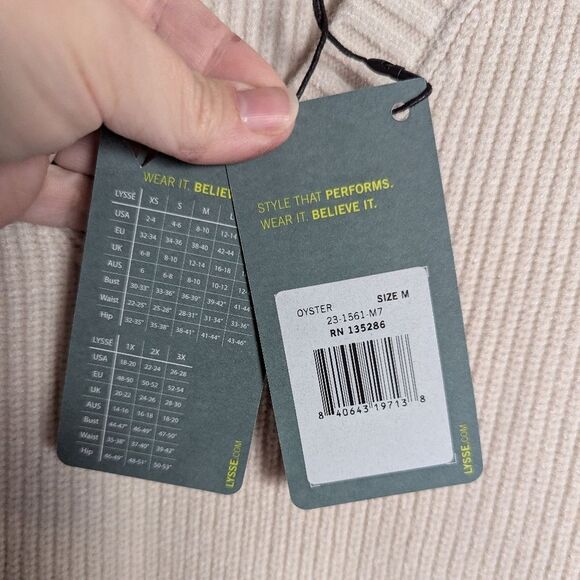 WEAR IT. BELIEV
LYSSE XS S M L
USA 2-4 4-6 8-10 12-14
EU 32-34 34-36 38-40 42-44
UK 6-8 8-10 12-14 16-18
AUS 6 6-8 8-10 12-14
Bust 30-33" 33-36" 36-39" 39-42"
Waist 22-25" 25-28" 28-31" 31-34"
Hip 32-35" 35-38" 38-41" 41-44"
LYSSE 1X 2X 3X
USA 18-20 22-24 26-28
EU 48-50 50-52 52-54
UK 20-22 24-26 28-30
AUS 14-16 16-18 18-20
Bust 44-47" 46-49" 47-50"
Waist 35-38" 37-40" 39-42"
Hip 46-49" 48-51" 50-53"
LYSSE.COM
STYLE THAT PERFORMS.
WEAR IT. BELIEVE IT.
OYSTER SIZE M
23-1561-M7
RN 135286
8 40643 19713 8
LYSSE.COM